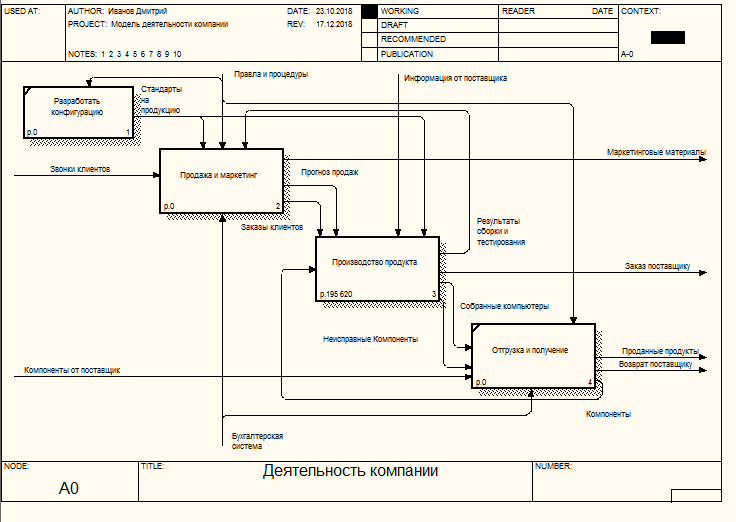 USED AT:
AUTHOR: Иванов Дмитрий
DATE: 23.10.2018
PROJECT: Модель деятельности компании
REV: 17.12.2018
NOTES: 1 2 3 4 5 6 7 8 9 10
WORKING
DRAFT
RECOMMENDED
PUBLICATION
READER
DATE
CONTEXT:
A-0
Правла и процедуры
Информация от поставщика
Стандарты
на
продукцию
Разработать
конфигурацию
р.0
1
Маркетинговые материалы
Звонки клиентов
Продажа и маркетинг
р.0
2
Прогноз продаж
Заказы клиентов
Результаты
сборки и
тестирования
Производство продукта
р.195 620
3
Заказ поставщику
Собранные компьютеры
Неисправные Компоненты
Отгрузка и получение
р.0
4
Проданные продукты
Возврат поставщику
Компоненты от поставщик
Компоненты
Бухгалтерская
система
NODE:
A0
TITLE:
Деятельность компании
NUMBER: